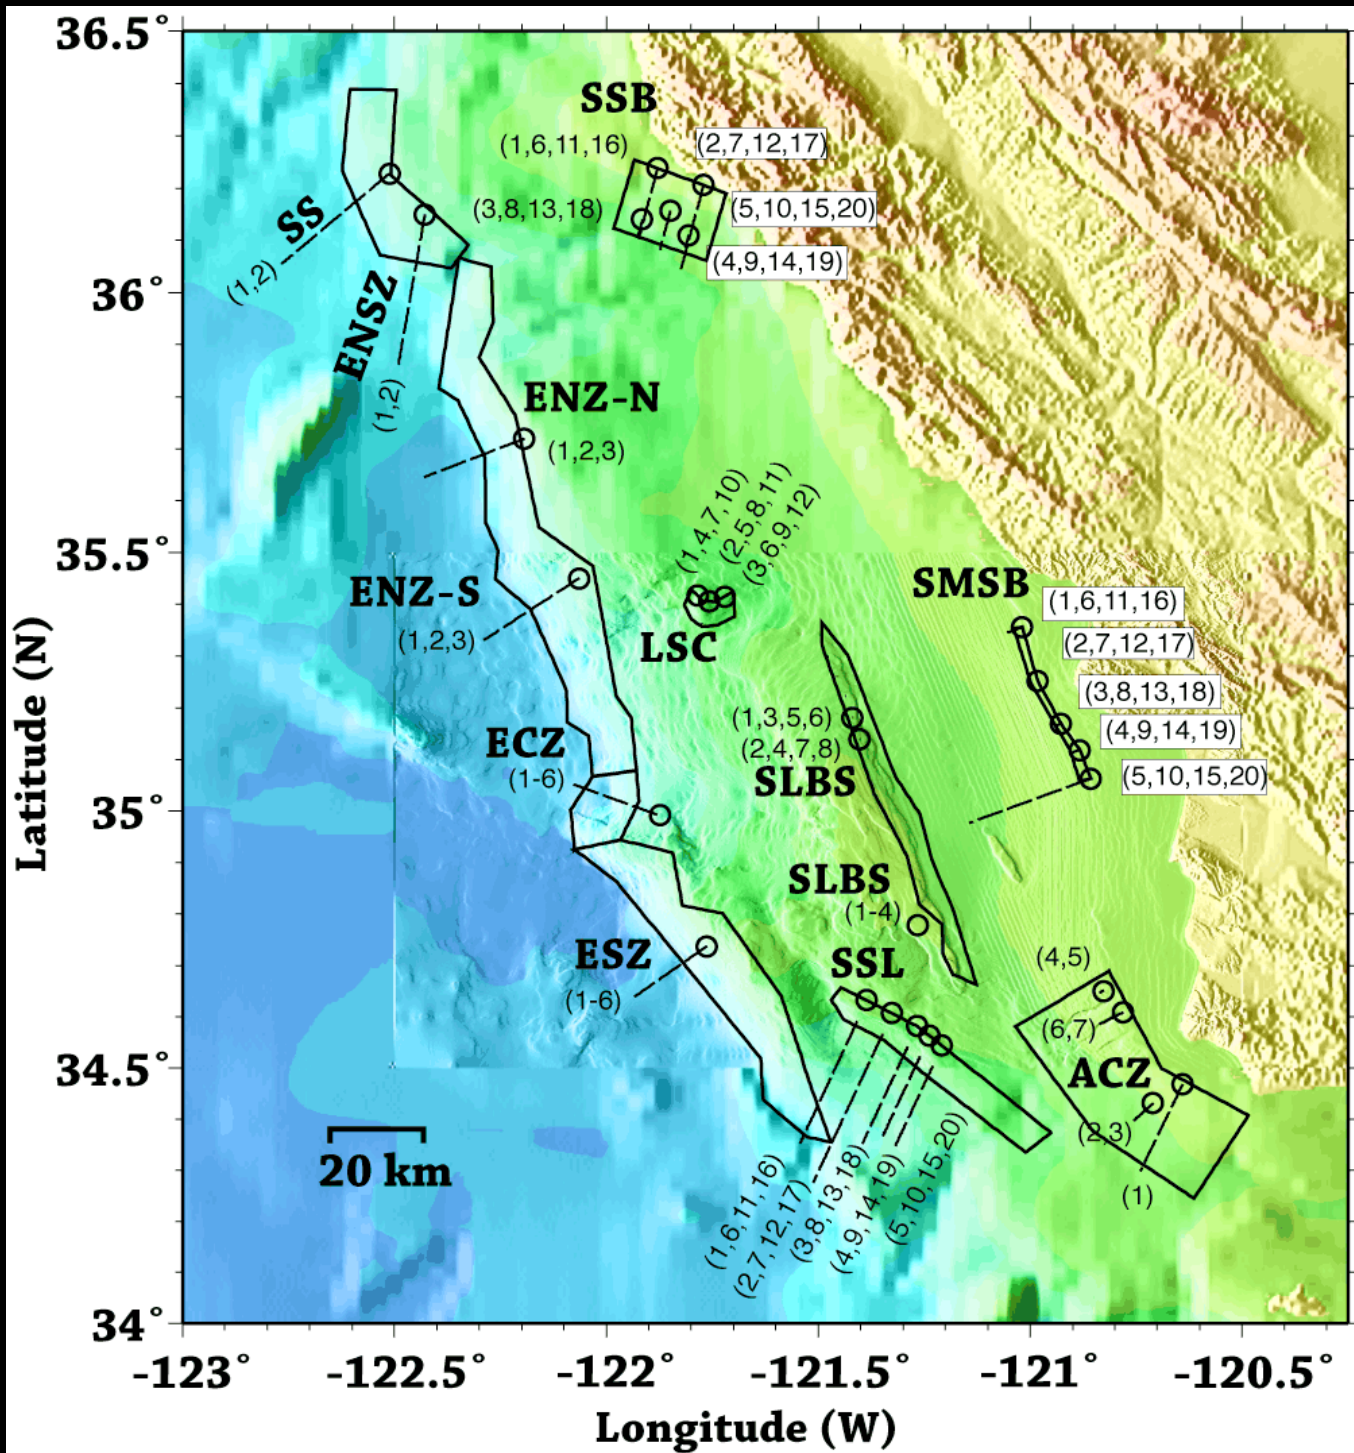 36.5°
SSB
(1,6,11,16)
(2,7,12,17)
(3,8,13,18)
(5,10,15,20)
(4,9,14,19)
SS
(1,2)
36°
ENSZ
(1,2)
ENZ-N
(1,2,3)
(1,4,7,10)
(2,5,8,11)
(3,6,9,12)
35.5°
ENZ-S
(1,2,3)
LSC
SMSB
(1,6,11,16)
(2,7,12,17)
(3,8,13,18)
(4,9,14,19)
(5,10,15,20)
ECZ
(1-6)
(1,3,5,6)
(2,4,7,8)
SLBS
35°
SLBS
(1-4)
ESZ
(1-6)
SSL
(4,5)
(6,7)
ACZ
(2,3)
(1)
34.5°
20 km
(1,6,11,16)
(2,7,12,17)
(3,8,13,18)
(4,9,14,19)
(5,10,15,20)
34°
-123°
-122.5°
-122°
-121.5°
-121°
-120.5°
Longitude (W)
Latitude (N)